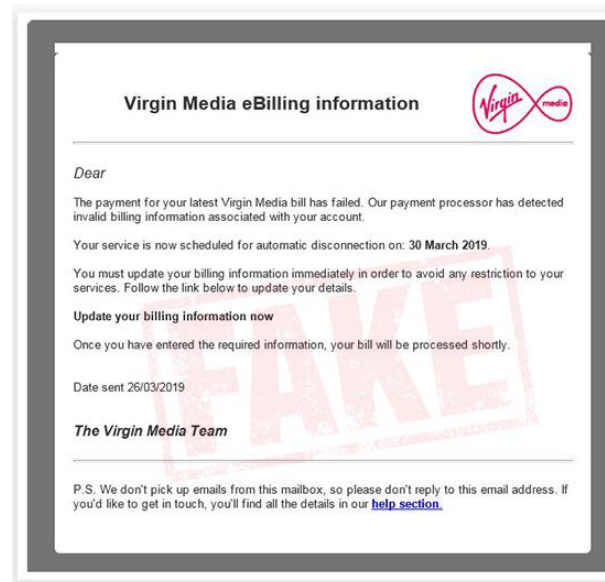 Virgin Media eBilling information
Virgin media
Dear
The payment for your latest Virgin Media bill has failed. Our payment processor has detected
invalid billing information associated with your account.
Your service is now scheduled for automatic disconnection on: 30 March 2019.
You must update your billing information immediately in order to avoid any restriction to your
services. Follow the link below to update your details.
Update your billing information now
Once you have entered the required information, your bill will be processed shortly.
FAKE
Date sent 26/03/2019
The Virgin Media Team
P.S. We don't pick up emails from this mailbox, so please don't reply to this email address. If
you'd like to get in touch, you'll find all the details in our help section.